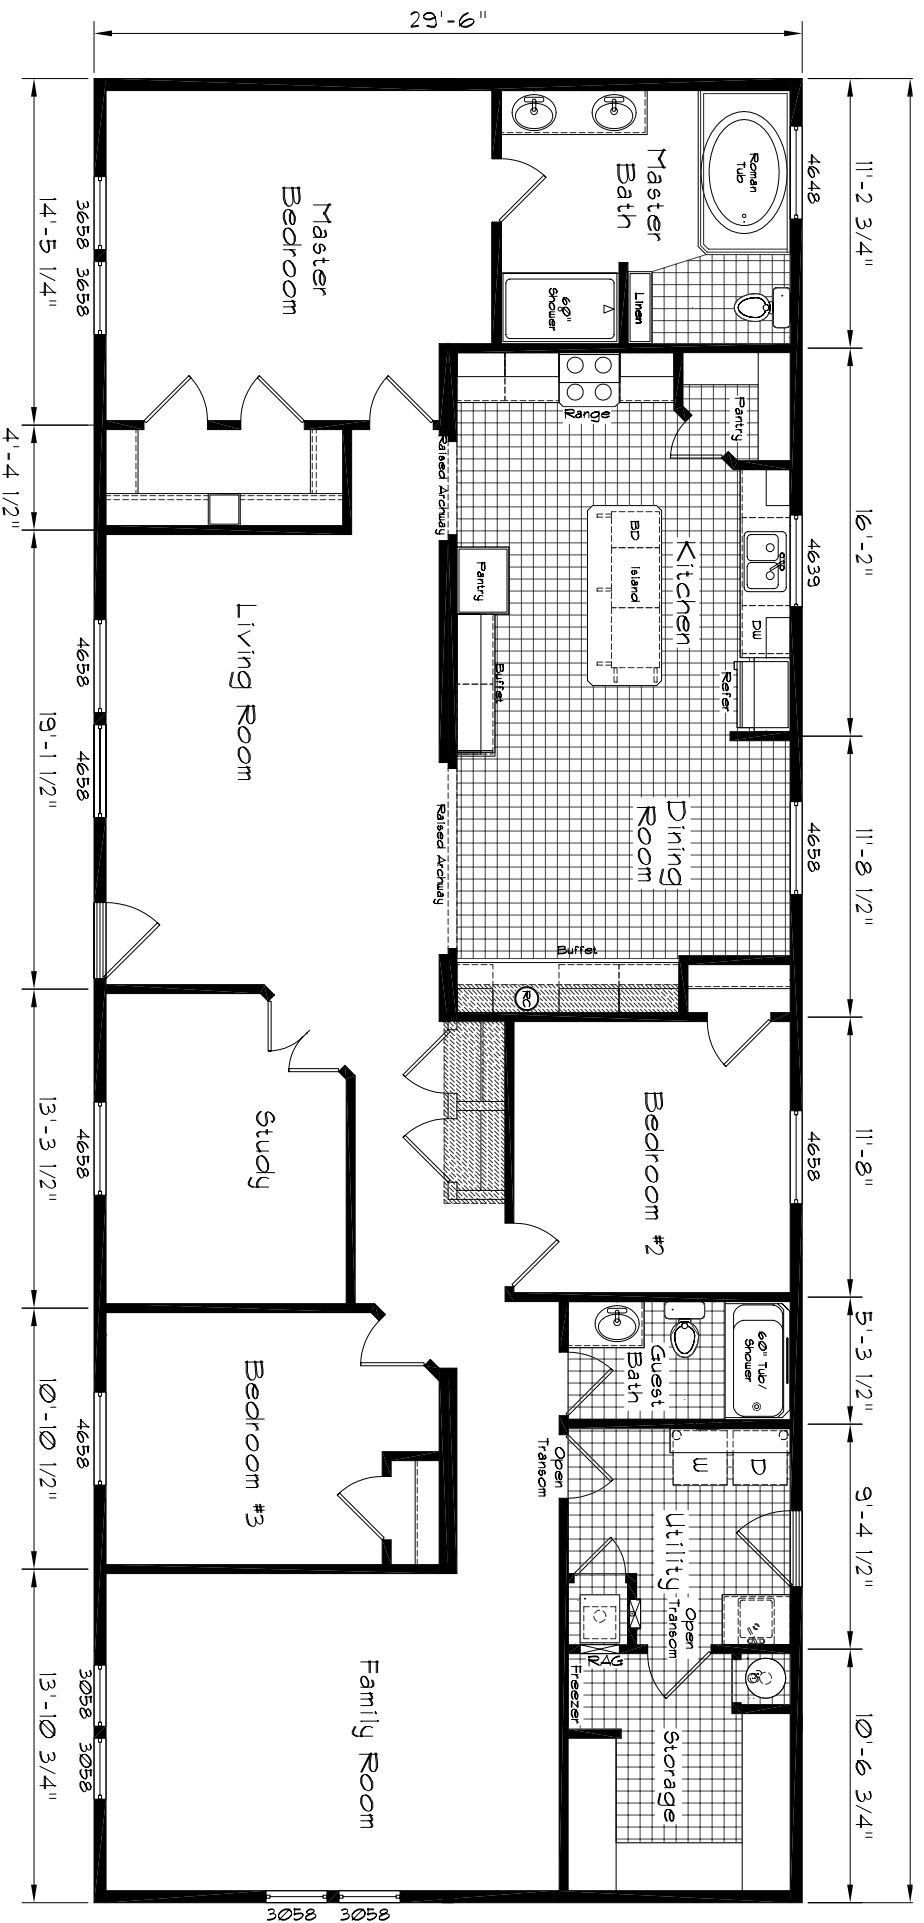 29'-6"
11'-2 3/4"
16'-2"
11'-8 1/2"
11'-8"
5'-3 1/2"
9'-4 1/2"
10'-6 3/4"
4648
4639
4658
4658
Roman
Tub
Master
Bath
Linen
60"
Shower
Master
Bedroom
Pantry
Range
Kitchen
BD
Island
DW
Refer
Pantry
Buffet
Raised Archway
Living Room
Dining
Room
Raised Archway
Buffet
RC
Study
Bedroom #2
60" Tub/
Shower
Guest
Bath
Bedroom #3
Open
Transom
W
D
Utility
Open
Transom
RAG
Freezer
Storage
Family Room
3658
3658
4658
4658
4658
4658
3058
3058
3058
3058
14'-5 1/4"
4'-4 1/2"
19'-1 1/2"
13'-3 1/2"
10'-10 1/2"
13'-10 3/4"